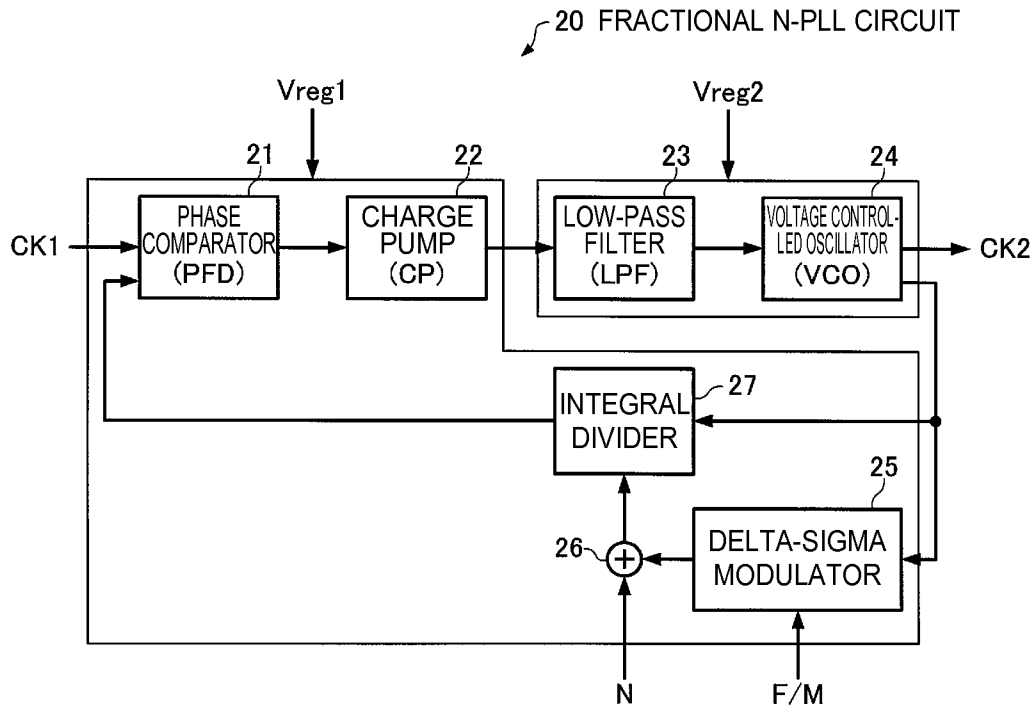 20 FRACTIONAL N-PLL CIRCUIT
Vreg1
Vreg2
21
22
23
24
CK1
PHASE
COMPARATOR
(PFD)
CHARGE
PUMP
(CP)
LOW-PASS
FILTER
(LPF)
VOLTAGE CONTROL-
LED OSCILLATOR
(VCO)
CK2
27
INTEGRAL
DIVIDER
25
26
+
DELTA-SIGMA
MODULATOR
N
F/M